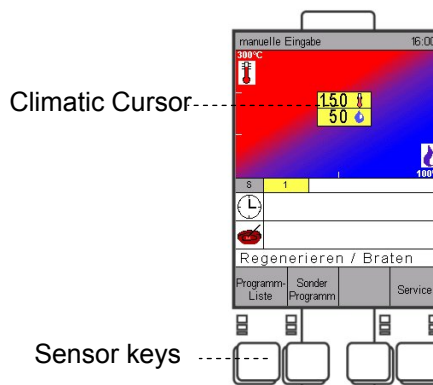 manuelle Eingabe 16:00
300°C
Climatic Cursor
150
50
100%
S 1
Regenerieren / Braten
Programm-Liste
Sonder Programm
Service
Sensor keys